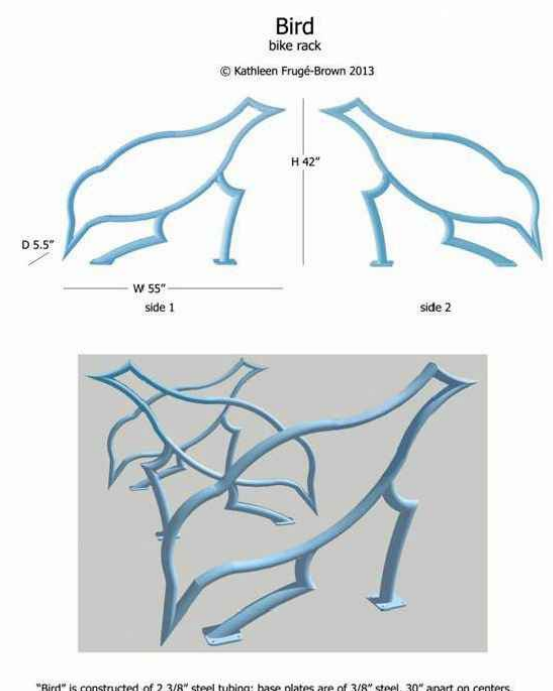 Bird
bike rack
© Kathleen Frugé-Brown 2013
H 42"
D 5.5"
W 55"
side 1
side 2
"Bird" is constructed of 2 3/8" steel tubing; base plates are of 3/8" steel, 30" apart on centers